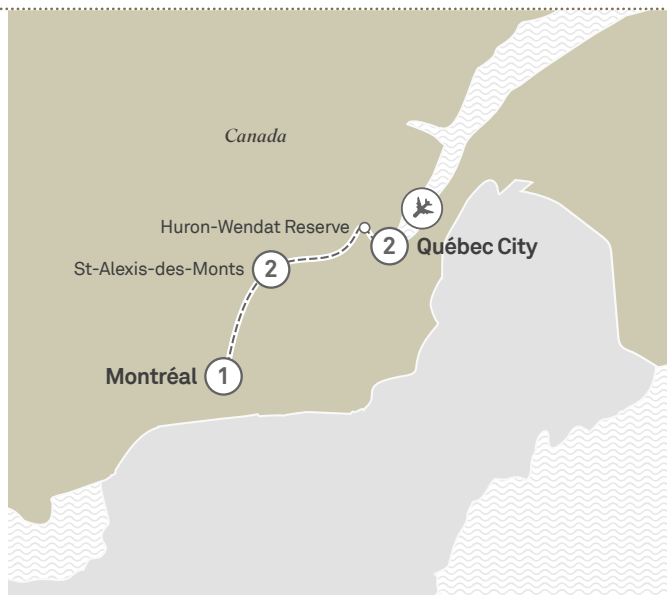 Canada
Huron-Wendat Reserve
2 Québec City
St-Alexis-des-Monts 2
Montréal 1